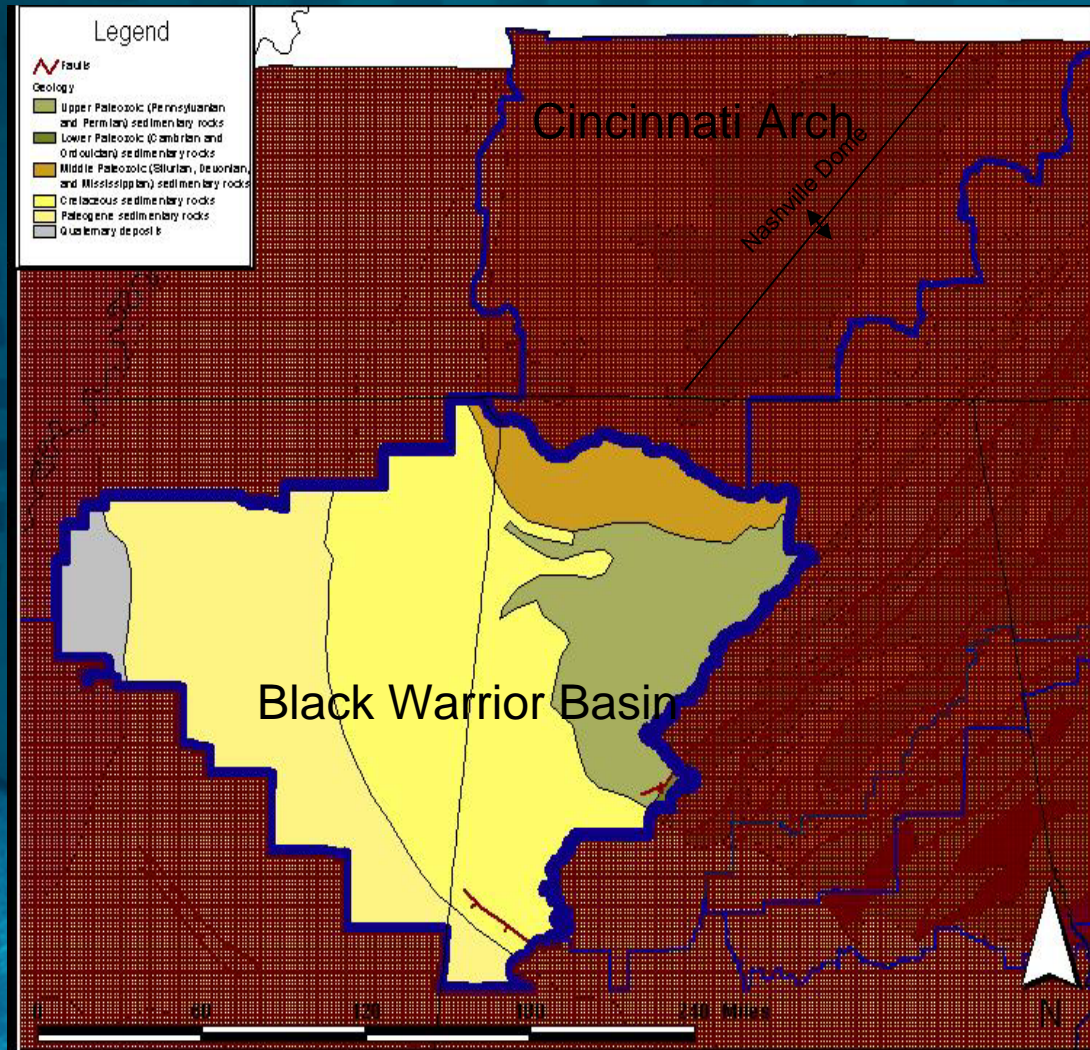 Legend
Faults
Geology
Upper Paleozoic (Pennsylvanian
and Permian) sedimentary rocks
Lower Paleozoic (Cambrian and
Ordovician) sedimentary rocks
Middle Paleozoic (Silurian, Devonian,
and Mississippian) sedimentary rocks
Cretaceous sedimentary rocks
Paleogene sedimentary rocks
Quaternary deposits
Cincinnati Arch
Nashville Dome
Black Warrior Basin
0 60 120 180 240 Miles
N